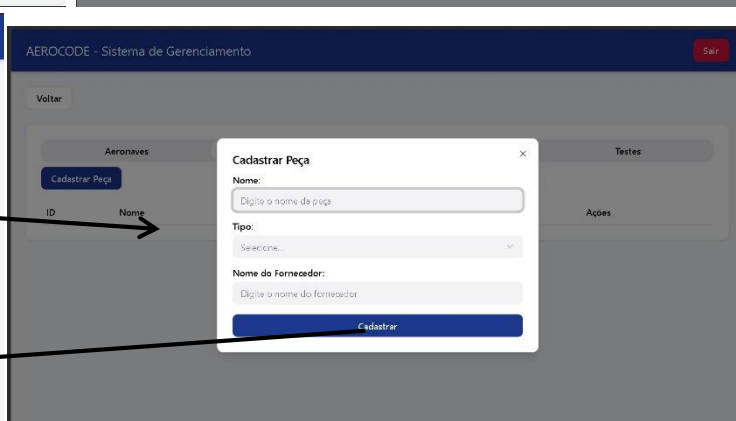 AEROCODE - Sistema de Gerenciamento
Sair
Voltar
Aeronaves
Testes
Cadastrar Peça
ID Nome Ações
Cadastrar Peça
×
Nome:
Digite o nome da peça
Tipo:
Selecione...
Nome do Fornecedor:
Digite o nome do fornecedor
Cadastrar